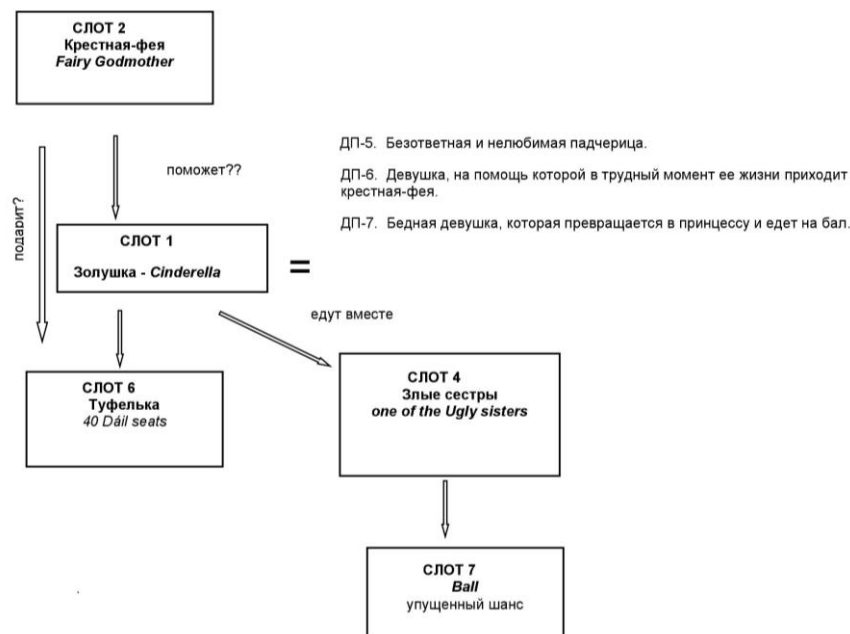 СЛОТ 2
Крестная-фея
Fairy Godmother
ДП-5. Безответная и нелюбимая падчерица.
поможет??
ДП-6. Девушка, на помощь которой в трудный момент ее жизни приходит
крестная-фея.
ДП-7. Бедная девушка, которая превращается в принцессу и едет на бал.
подарит?
СЛОТ 1
Золушка - Cinderella
=
едут вместе
СЛОТ 6
Туфелька
40 Dáil seats
СЛОТ 4
Злые сестры
one of the Ugly sisters
СЛОТ 7
Ball
упущенный шанс